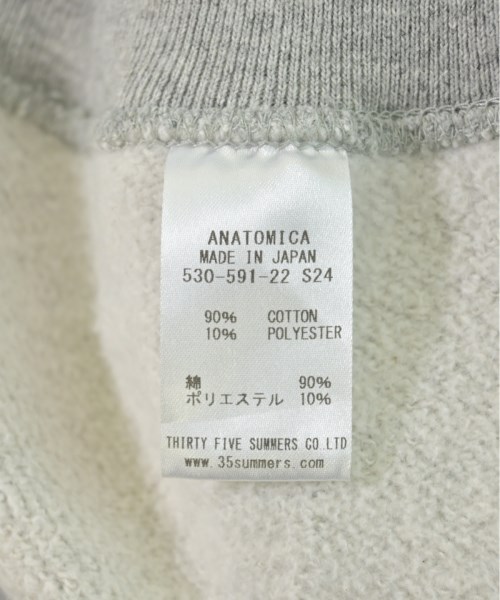 ANATOMICA
MADE IN JAPAN
530-591-22 S24
90% COTTON
10% POLYESTER
綿 90%
ポリエステル 10%
THIRTY FIVE SUMMERS CO.LTD
www.35summers.com